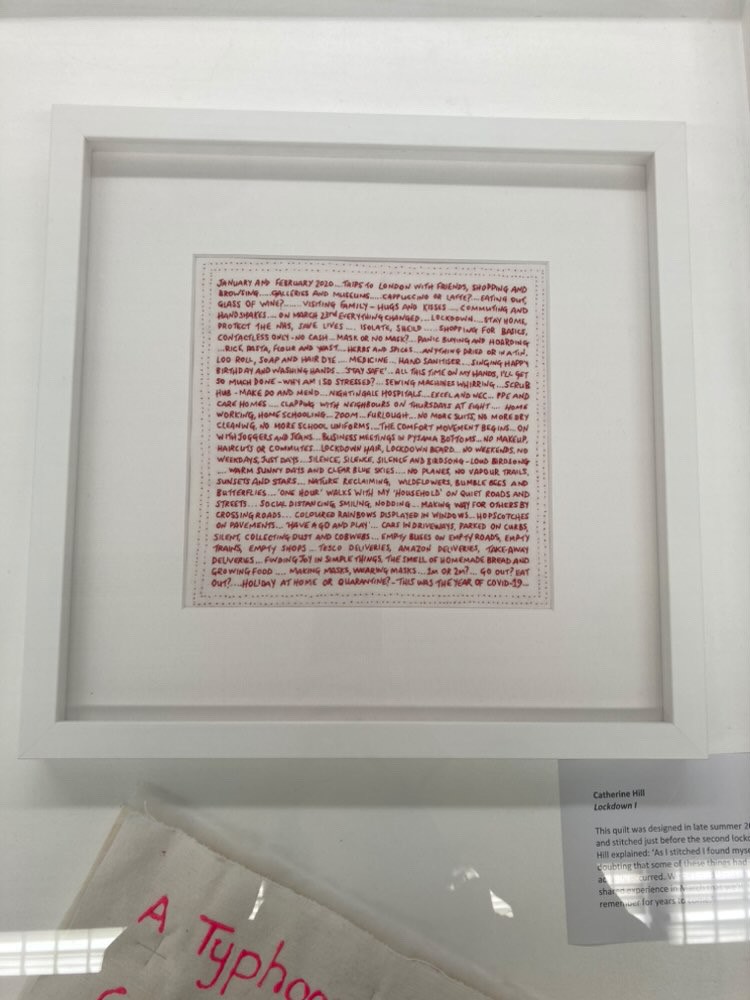 JANUARY AND FEBRUARY 2020... TRIPS TO LONDON WITH FRIENDS, SHOPPING AND
BROWSING.... GALLERIES AND MUSEUMS..... CAPPUCCINO OR LATTE?... EATING OUT,
GLASS OF WINE?...... VISITING FAMILY - HUGS AND KISSES .... COMMUTING AND
HANDSHAKES.... ON MARCH 23RD EVERYTHING CHANGED... LOCKDOWN... STAY HOME,
PROTECT THE NHS, SAVE LIVES .... ISOLATE, SHEILD .... SHOPPING FOR BASICS,
CONTACTLESS ONLY - NO CASH... MASK OR NO MASK?... PANIC BUYING AND HOARDING
...RICE, PASTA, FLOUR AND YEAST... HERBS AND SPICES... ANYTHING DRIED OR IN A TIN,
LOO ROLL, SOAP AND HAIR DYE ... MEDICINE... HAND SANITISER... SINGING HAPPY
BIRTHDAY AND WASHING HANDS... 'STAY SAFE'... ALL THIS TIME ON MY HANDS, I'LL GET
SO MUCH DONE - WHY AM I SO STRESSED?... SEWING MACHINES WHIRRING... SCRUB
HUB - MAKE DO AND MEND... NIGHTINGALE HOSPITALS... EXCEL AND NEC... PPE AND
CARE HOMES .... CLAPPING WITH NEIGHBOURS ON THURSDAYS AT EIGHT.... HOME
WORKING, HOME SCHOOLING... ZOOM... FURLOUGH... NO MORE SUITS, NO MORE DRY
CLEANING, NO MORE SCHOOL UNIFORMS.... THE COMFORT MOVEMENT BEGINS... ON
WITH JOGGERS AND JEANS... BUSINESS MEETINGS IN PYJAMA BOTTOMS... NO MAKEUP,
HAIRCUTS OR COMMUTES... LOCKDOWN HAIR, LOCKDOWN BEARD... NO WEEKENDS, NO
WEEKDAYS, JUST DAYS... SILENCE, SILENCE, SILENCE AND BIRDSONG - LOUD BIRDSONG
.... WARM SUNNY DAYS AND CLEAR BLUE SKIES.... NO PLANES, NO VAPOUR TRAILS,
SUNSETS AND STARS... NATURE RECLAIMING, WILDFLOWERS, BUMBLE BEES AND
BUTTERFLIES... 'ONE HOUR' WALKS WITH MY 'HOUSEHOLD' ON QUIET ROADS AND
STREETS... SOCIAL DISTANCING, SMILING, NODDING... MAKING WAY FOR OTHERS BY
CROSSING ROADS... COLOURED RAINBOWS DISPLAYED IN WINDOWS... HOPSCOTCHES
ON PAVEMENTS... 'HAVE A GO AND PLAY'... CARS IN DRIVEWAYS, PARKED ON CURBS,
SILENT, COLLECTING DUST AND COBWEBS... EMPTY BUSES ON EMPTY ROADS, EMPTY
TRAINS, EMPTY SHOPS... TESCO DELIVERIES, AMAZON DELIVERIES, TAKE-AWAY
DELIVERIES... FINDING JOY IN SIMPLE THINGS, THE SMELL OF HOMEMADE BREAD AND
GROWING FOOD .... MAKING MASKS, WEARING MASKS... 1M OR 2M?... GO OUT? EAT
OUT?... HOLIDAY AT HOME OR QUARANTINE? - THIS WAS THE YEAR OF COVID-19...
Catherine Hill
Lockdown I
This quilt was designed in late summer
and stitched just before the second
Hill explained: 'As I stitched I found
doubting that some of these things had
shared experience in
remember for years to
A